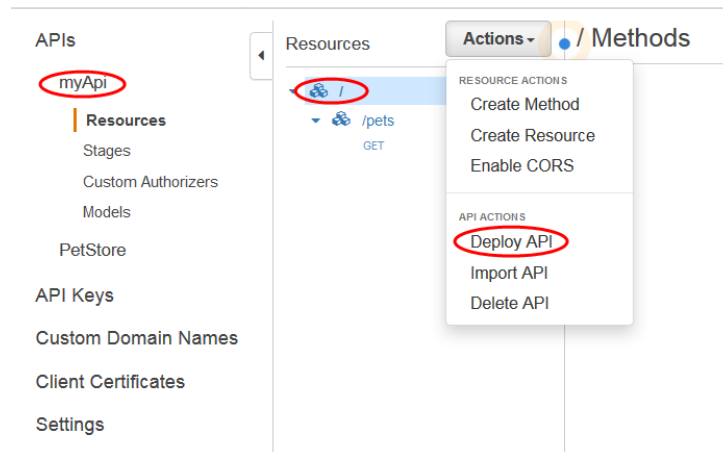 APIs
myApi
Resources
Stages
Custom Authorizers
Models
PetStore
API Keys
Custom Domain Names
Client Certificates
Settings
Resources
/
/pets
GET
Actions
/ Methods
RESOURCE ACTIONS
Create Method
Create Resource
Enable CORS
API ACTIONS
Deploy API
Import API
Delete API